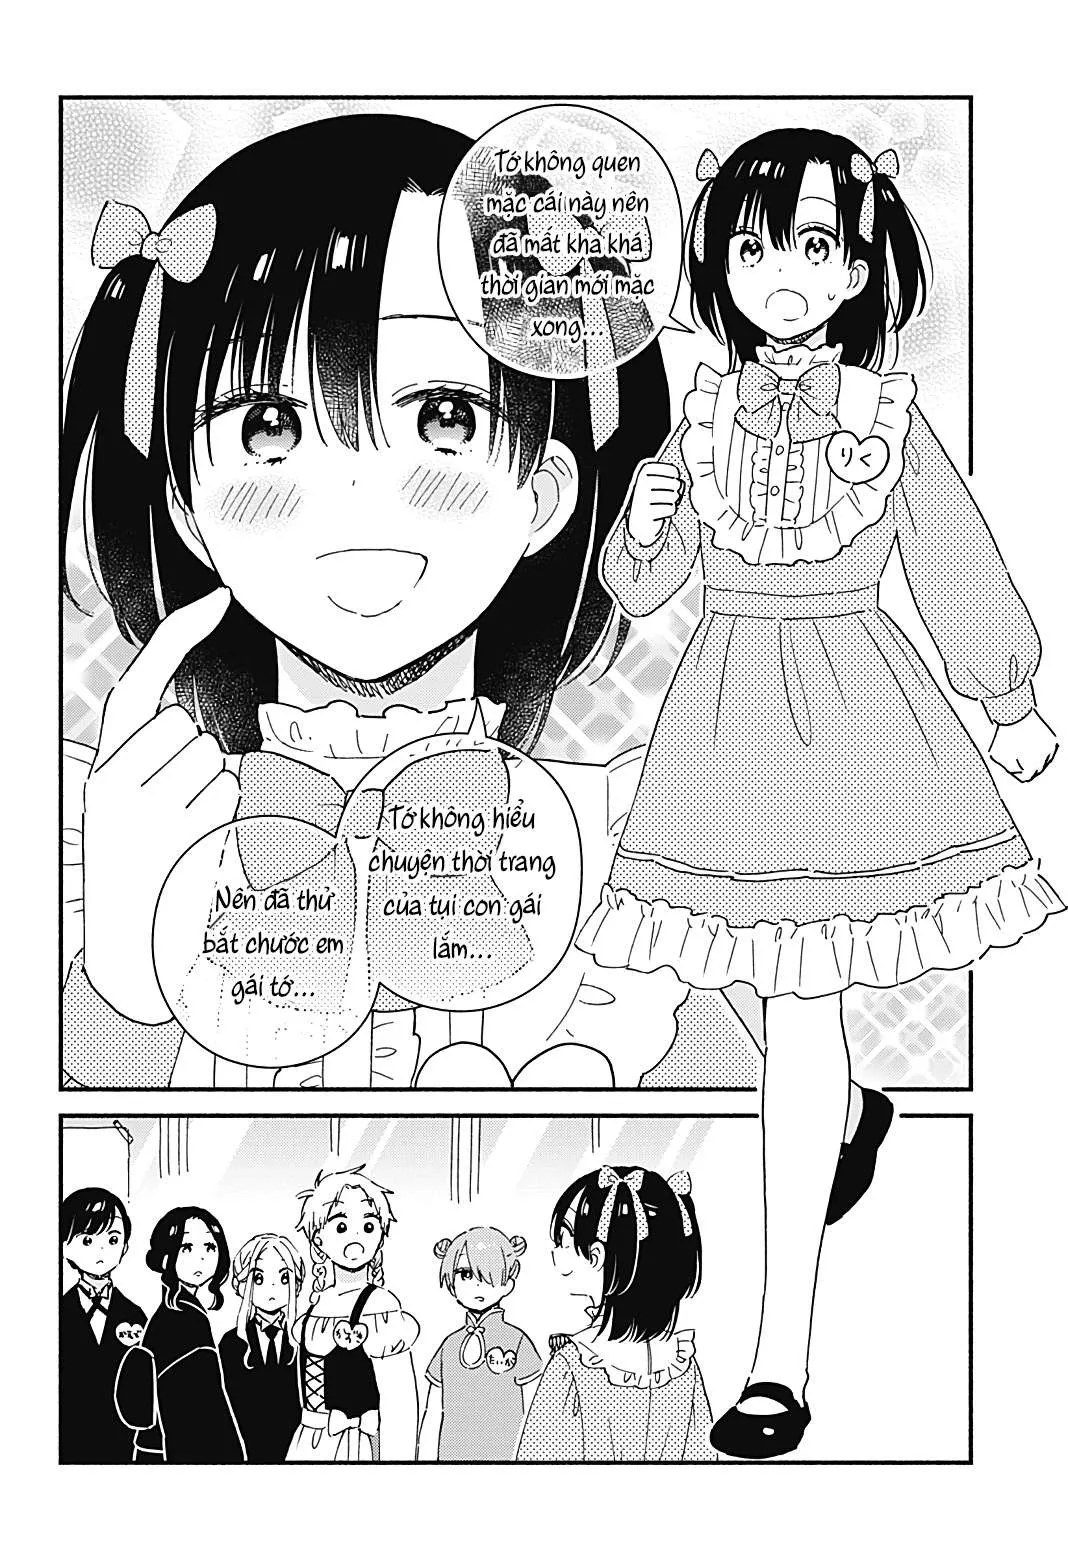 Tớ không quen
mặc cái này nên
đã mất kha khá
thời gian mới mặc
xong...
りく
Tớ không hiểu
chuyện thời trang
của tụi con gái
lắm...
Nên đã thử
bắt chước em
gái tớ...